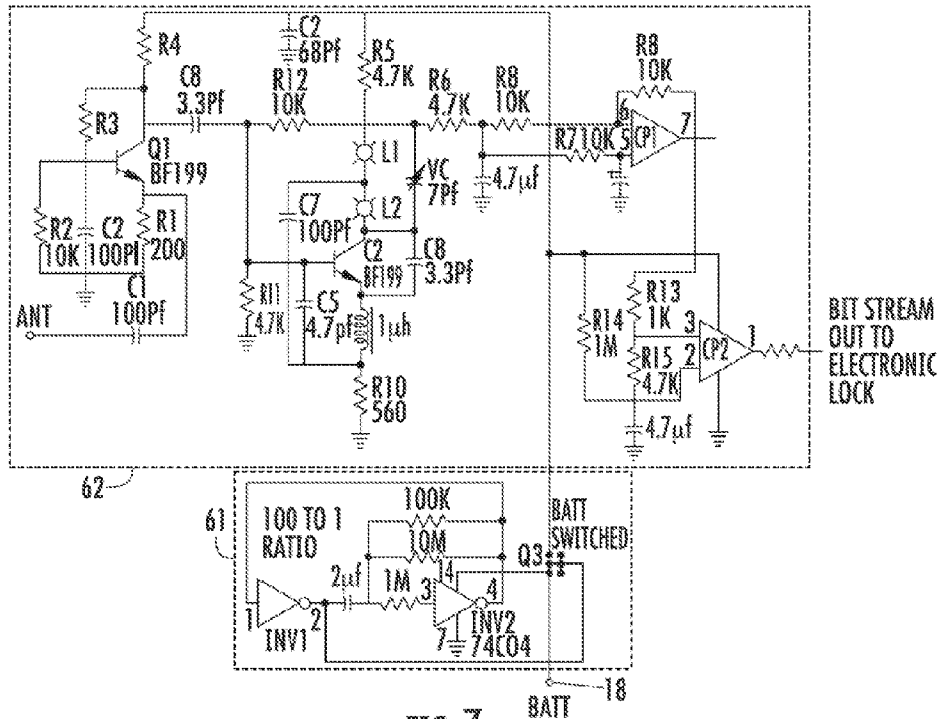 R4
C2
68Pf
R5
4.7K
R8
10K
C8
3.3Pf
R12
10K
R6
4.7K
R8
10K
R3
6
7
Q1
BF199
R7 10K
5
CP1
L1
VC
7Pf
4.7µf
C7
100Pf
L2
R2
10K
C2
100Pf
R1
200
C2
BF199
C8
3.3Pf
C1
100Pf
R11
4.7K
C5
4.7pf
1µh
R13
1K
ANT
R14
1M
3
2
CP2
1
R15
4.7K
BIT STREAM
OUT TO
ELECTRONIC
LOCK
R10
560
4.7µf
62
61
100 TO 1
RATIO
100K
10M
BATT
SWITCHED
Q3
2µf
1M
14
3
4
1
2
INV1
7
INV2
74C04
18
BATT